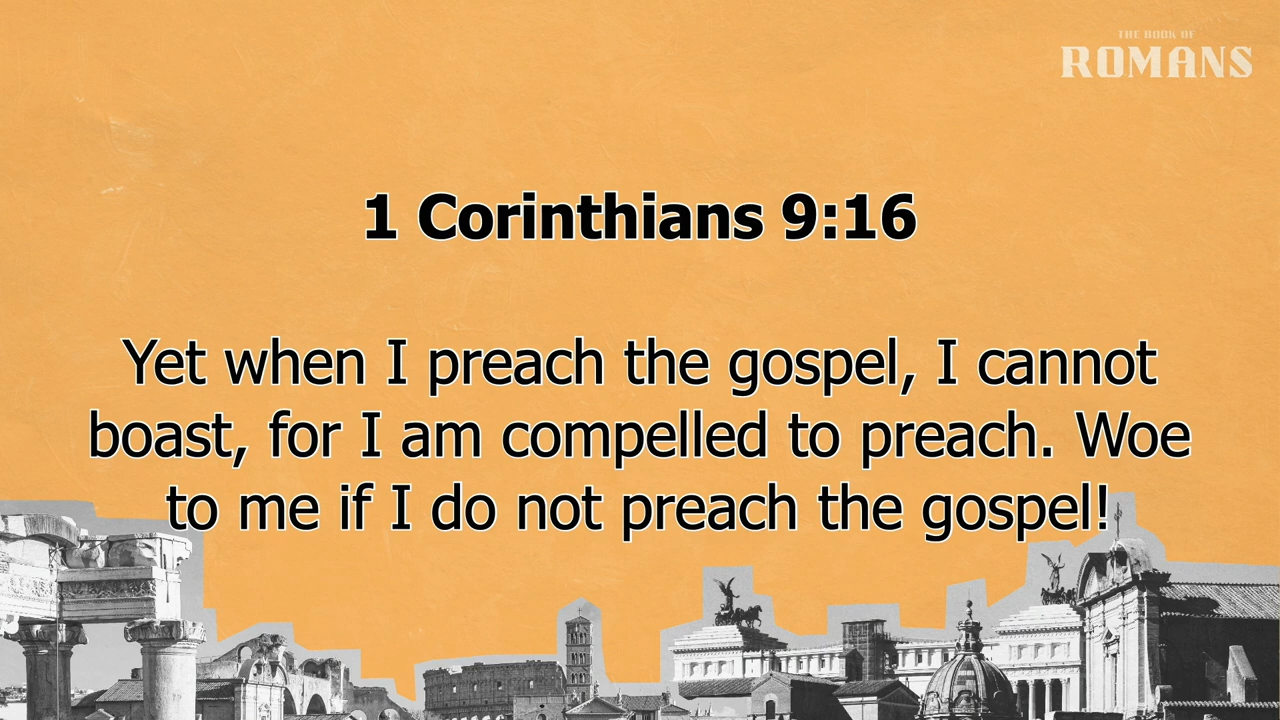 THE BOOK OF
ROMANS
1 Corinthians 9:16
Yet when I preach the gospel, I cannot
boast, for I am compelled to preach. Woe
to me if I do not preach the gospel!